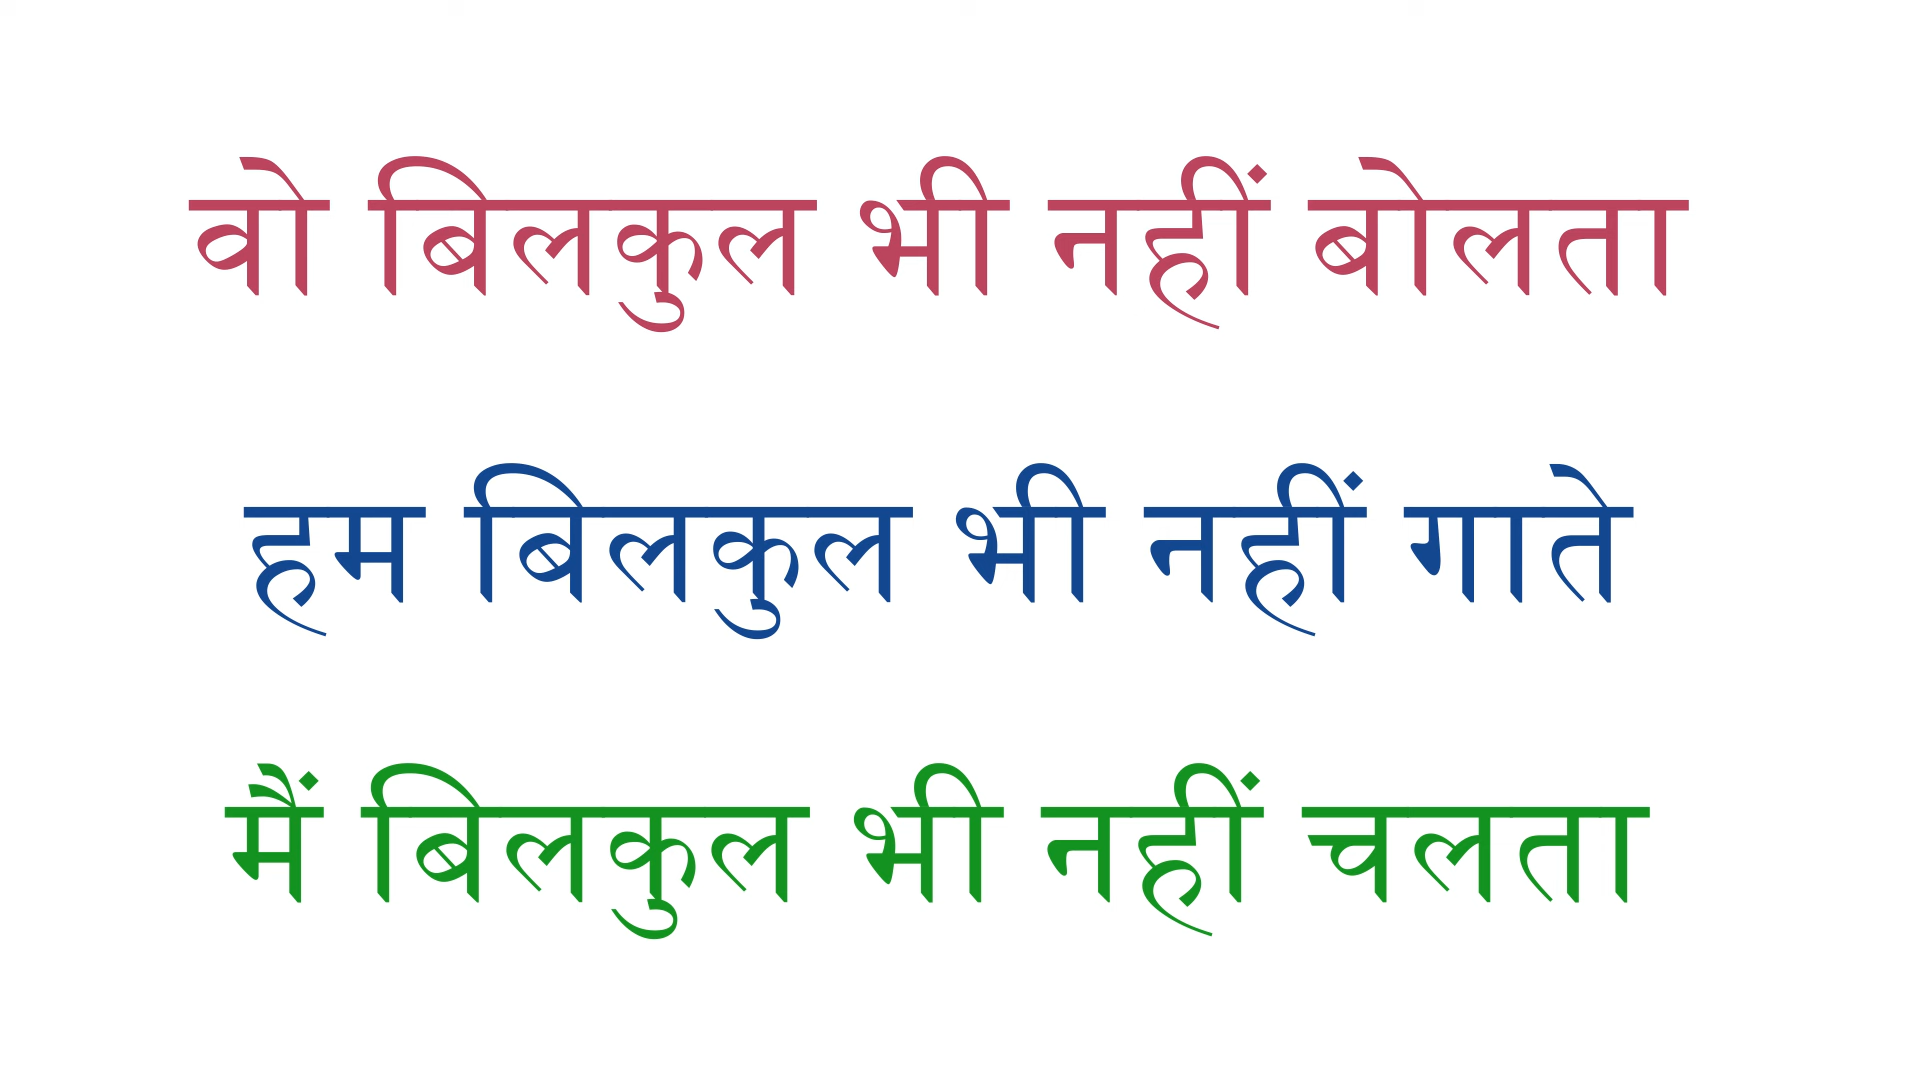 वो बिलकुल भी नहीं बोलता
हम बिलकुल भी नहीं गाते
मैं बिलकुल भी नहीं चलता